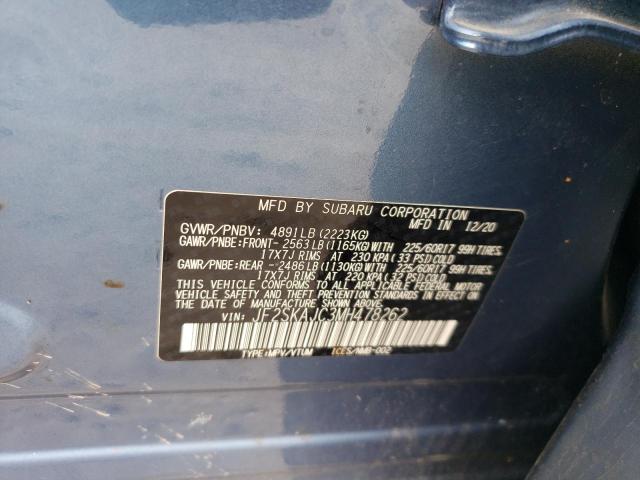 MFD BY SUBARU CORPORATION
MFD IN 12/20
GVWR/PNBV: 4891LB(2223KG)
GAWR/PNBE:FRONT-2563LB(1165KG)WITH 225/60R17 99H TIRES.
17X7J RIMS AT 230 KPA(33 PSI)COLD
GAWR/PNBE:REAR -2486LB(1130KG)WITH 225/60R17 99H TIRES.
17X7J RIMS AT 220 KPA(32 PSI)COLD
THIS VEHICLE CONFORMS TO ALL APPLICABLE
FEDERAL MOTOR VEHICLE SAFETY STANDARDS IN
EFFECT ON THE DATE OF MANUFACTURE SHOWN ABOVE.
VIN: JF2SKAJC3MH478262
TYPE:MPV/VTUM ICES/NMB-002